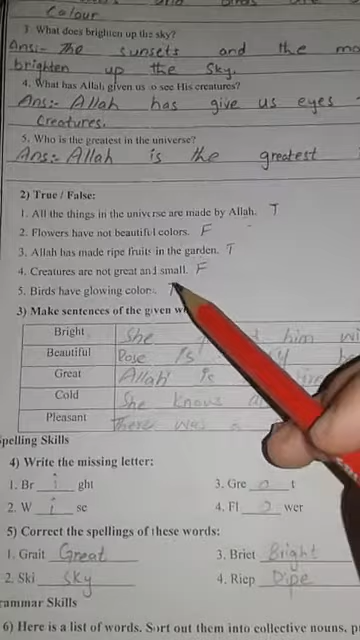 Colour
3. What does brighten up the sky?
Ans:- The sunsets and the mo
brighten up the sky.
4. What has Allah given us to see His creatures?
Ans:- Allah has give us eyes
creatures.
5. Who is the greatest in the universe?
Ans:- Allah is the greatest
2) True / False:
1. All the things in the universe are made by Allah. T
2. Flowers have not beautiful colors. F
3. Allah has made ripe fruits in the garden. T
4. Creatures are not great and small. F
5. Birds have glowing colors. T
3) Make sentences of the given w
Bright She him wi
Beautiful Rose is
Great Allah is
Cold She knows
Pleasant There was a
Spelling Skills
4) Write the missing letter:
1. Br i ght 3. Gre a t
2. W i se 4. Fl o wer
5) Correct the spellings of these words:
1. Grait Great 3. Briet Bright
2. Ski sky 4. Riep Dipe
rammar Skills
6) Here is a list of words. Sort out them into collective nouns, p